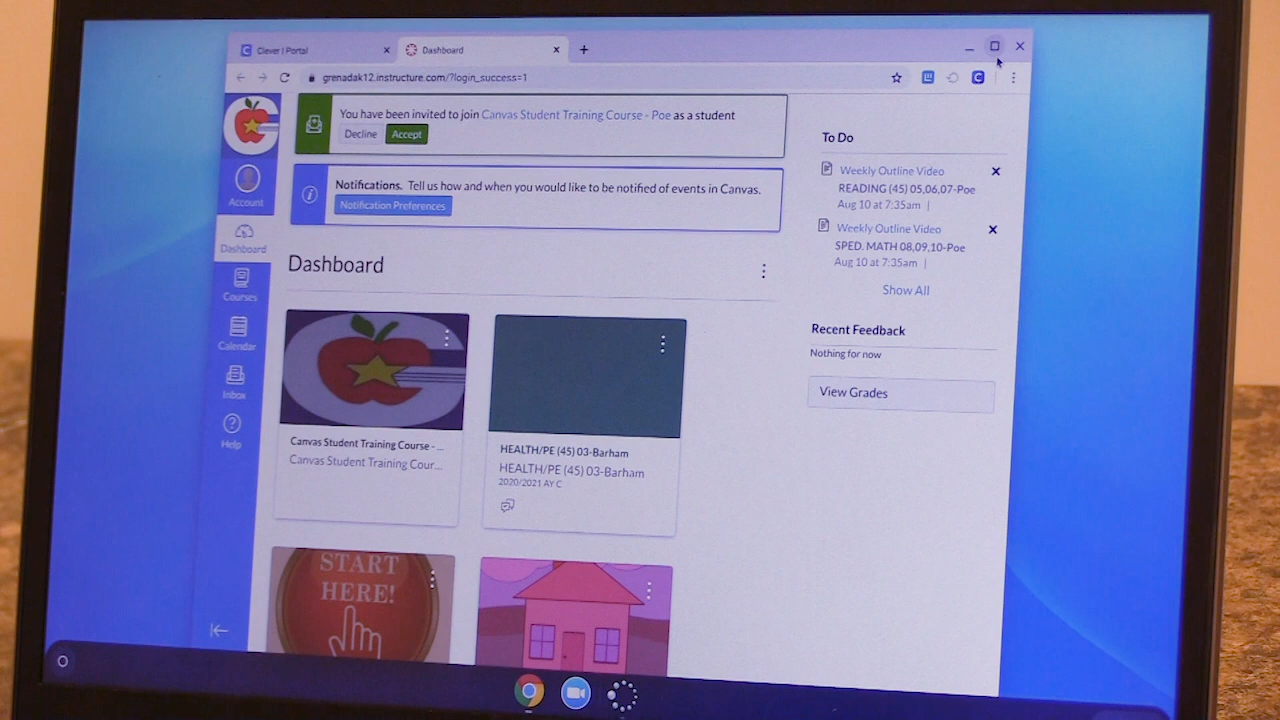 Clever | Portal
Dashboard
grenadak12.instructure.com/?login_success=1
You have been invited to join Canvas Student Training Course - Poe as a student
Decline
Accept
Notifications. Tell us how and when you would like to be notified of events in Canvas.
Notification Preferences
Account
Dashboard
Courses
Calendar
Inbox
Help
Dashboard
Canvas Student Training Course - ...
Canvas Student Training Cour...
HEALTH/PE (45) 03-Barham
HEALTH/PE (45) 03-Barham
2020/2021 AY C
START
HERE!
To Do
Weekly Outline Video
READING (45) 05,06,07-Poe
Aug 10 at 7:35am |
Weekly Outline Video
SPED. MATH 08,09,10-Poe
Aug 10 at 7:35am |
Show All
Recent Feedback
Nothing for now
View Grades